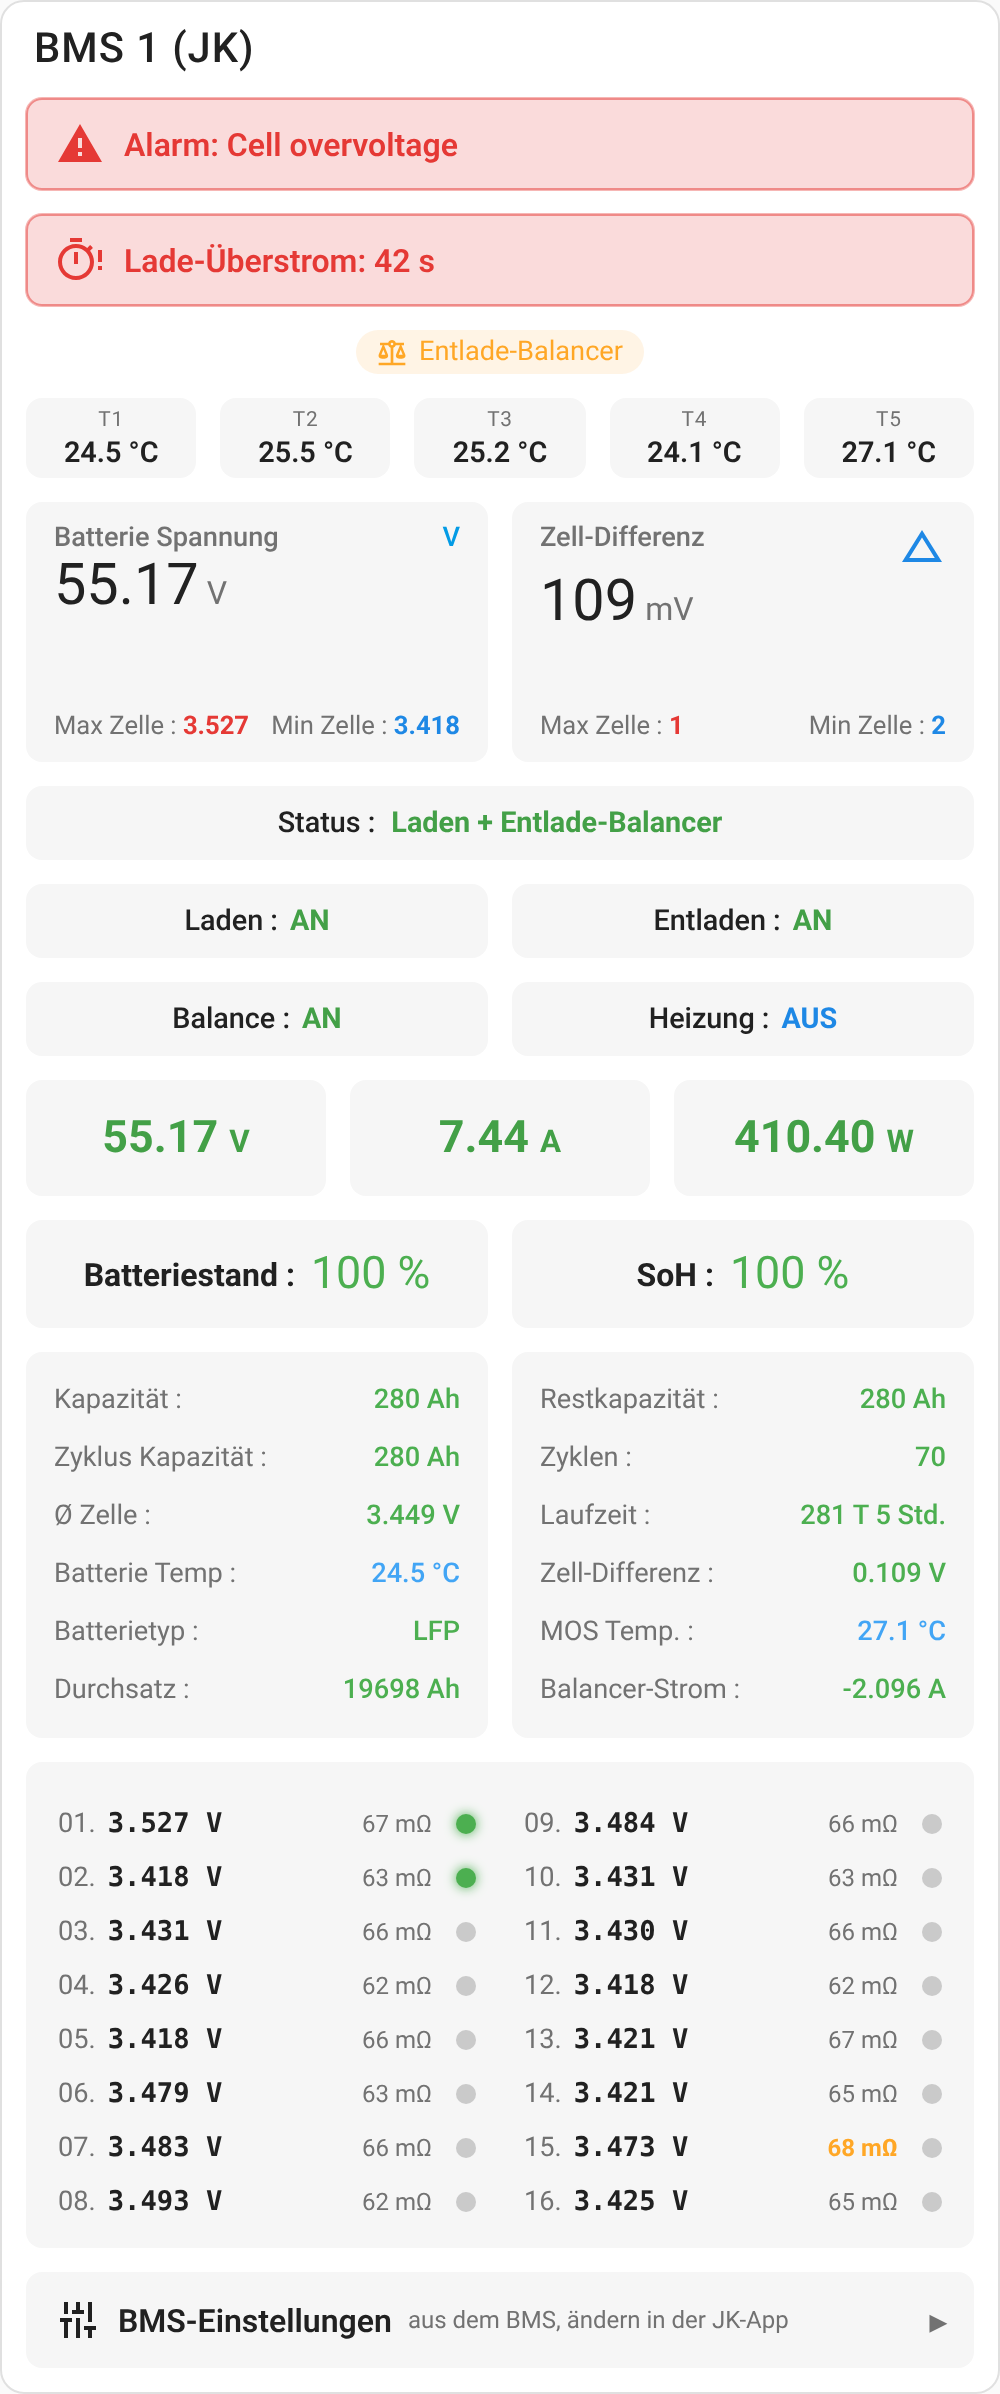 BMS 1 (JK)
Alarm: Cell overvoltage
Lade-Überstrom: 42 s
Entlade-Balancer
T1 T2 T3 T4 T5
24.5 °C 25.5 °C 25.2 °C 24.1 °C 27.1 °C
Batterie Spannung V
55.17 V
Max Zelle : 3.527 Min Zelle : 3.418
Zell-Differenz
109 mV
Max Zelle : 1 Min Zelle : 2
Status : Laden + Entlade-Balancer
Laden : AN Entladen : AN
Balance : AN Heizung : AUS
55.17 V 7.44 A 410.40 W
Batteriestand : 100 % SoH : 100 %
Kapazität : 280 Ah
Zyklus Kapazität : 280 Ah
Ø Zelle : 3.449 V
Batterie Temp : 24.5 °C
Batterietyp : LFP
Durchsatz : 19698 Ah
Restkapazität : 280 Ah
Zyklen : 70
Laufzeit : 281 T 5 Std.
Zell-Differenz : 0.109 V
MOS Temp. : 27.1 °C
Balancer-Strom : -2.096 A
01. 3.527 V 67 mΩ
02. 3.418 V 63 mΩ
03. 3.431 V 66 mΩ
04. 3.426 V 62 mΩ
05. 3.418 V 66 mΩ
06. 3.479 V 63 mΩ
07. 3.483 V 66 mΩ
08. 3.493 V 62 mΩ
09. 3.484 V 66 mΩ
10. 3.431 V 63 mΩ
11. 3.430 V 66 mΩ
12. 3.418 V 62 mΩ
13. 3.421 V 67 mΩ
14. 3.421 V 65 mΩ
15. 3.473 V 68 mΩ
16. 3.425 V 65 mΩ
BMS-Einstellungen aus dem BMS, ändern in der JK-App